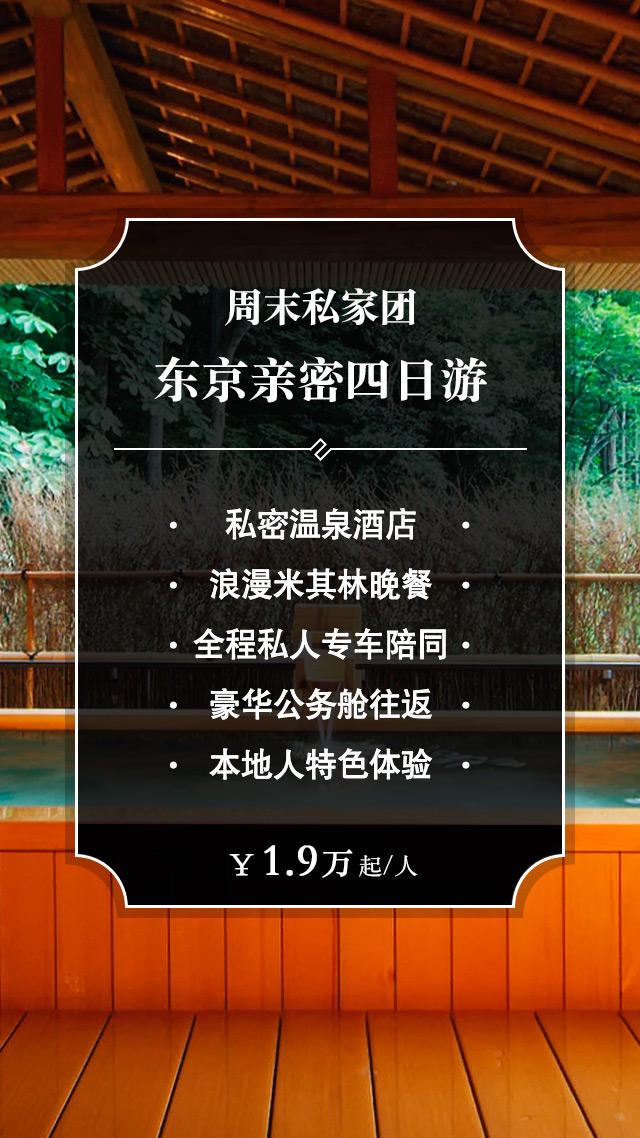 周末私家团
东京亲密四日游
· 私密温泉酒店 ·
· 浪漫米其林晚餐 ·
· 全程私人专车陪同 ·
· 豪华公务舱往返 ·
· 本地人特色体验 ·
¥ 1.9万起/人